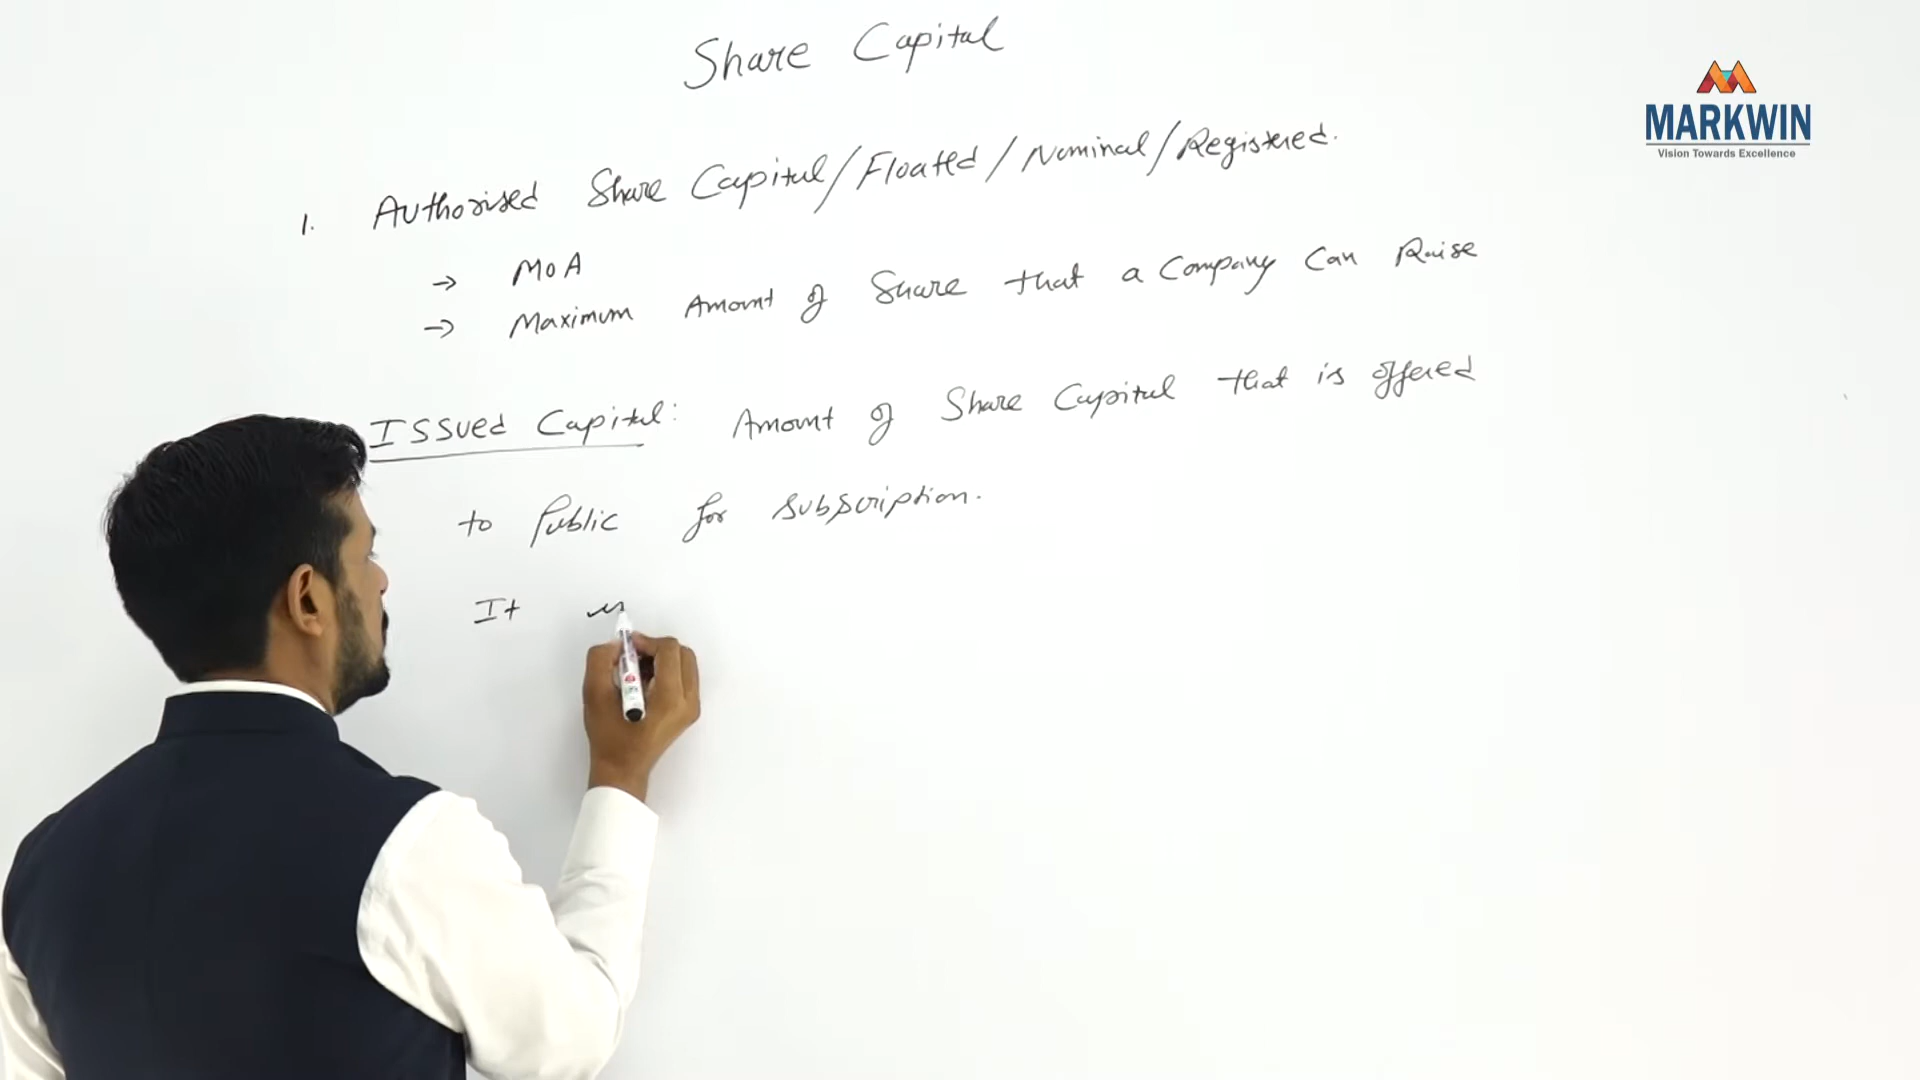 Share Capital
MARKWIN
Vision Towards Excellence
1. Authorised Share Capital/Floated/Nominal/Registered.
→ MOA
→ Maximum Amount of Share that a Company Can Raise
Issued Capital: Amount of Share Capital that is offered
to Public for subscription.
It